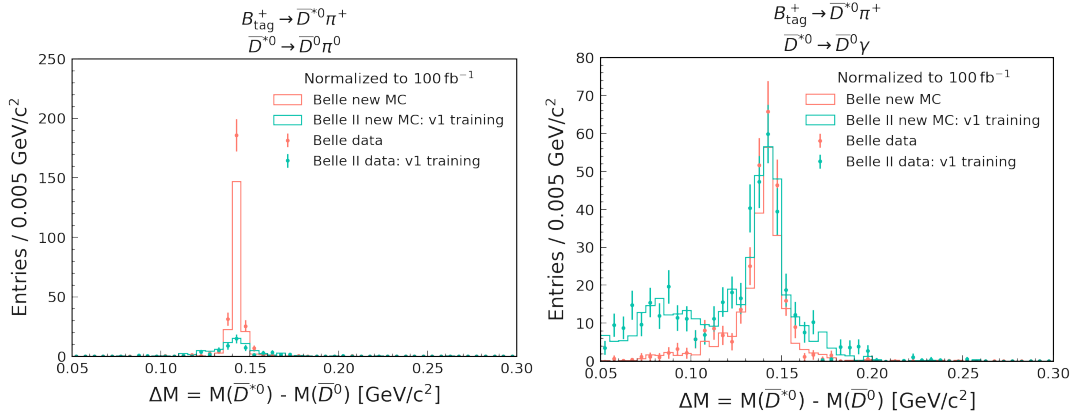 B⁺_tag → D̅*⁰π⁺
D̅*⁰ → D̅⁰π⁰
Normalized to 100 fb⁻¹
Belle new MC
Belle II new MC: v1 training
Belle data
Belle II data: v1 training
Entries / 0.005 GeV/c²
250
200
150
100
50
0
0.05 0.10 0.15 0.20 0.25 0.30
ΔM = M(D̅*⁰) - M(D̅⁰) [GeV/c²]
B⁺_tag → D̅*⁰π⁺
D̅*⁰ → D̅⁰γ
Normalized to 100 fb⁻¹
Belle new MC
Belle II new MC: v1 training
Belle data
Belle II data: v1 training
Entries / 0.005 GeV/c²
80
70
60
50
40
30
20
10
0
0.05 0.10 0.15 0.20 0.25 0.30
ΔM = M(D̅*⁰) - M(D̅⁰) [GeV/c²]